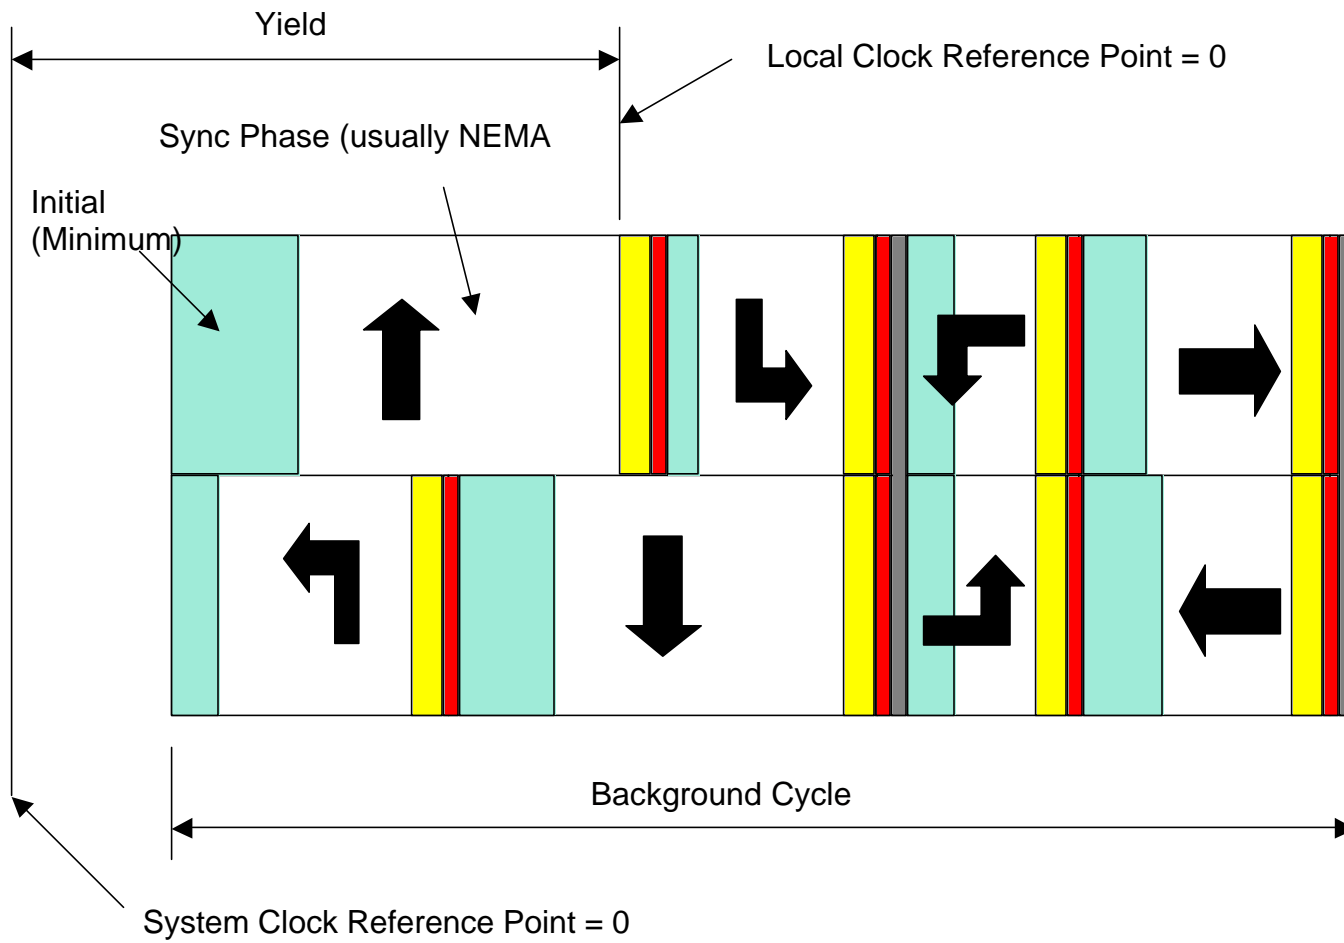 Yield
Local Clock Reference Point = 0
Sync Phase (usually NEMA
Initial
(Minimum)
Background Cycle
System Clock Reference Point = 0